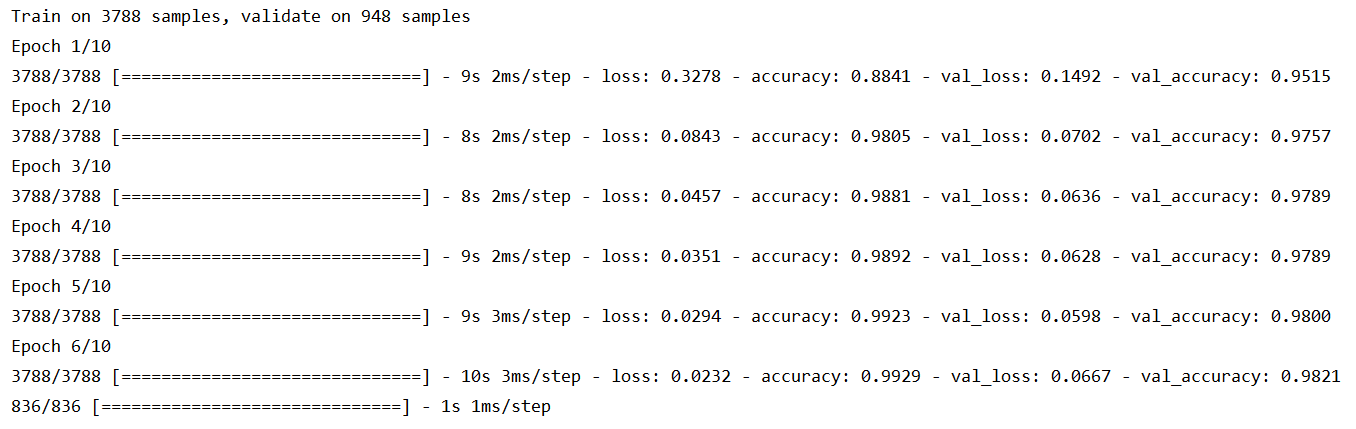 Train on 3788 samples, validate on 948 samples
Epoch 1/10
3788/3788 [==============================] - 9s 2ms/step - loss: 0.3278 - accuracy: 0.8841 - val_loss: 0.1492 - val_accuracy: 0.9515
Epoch 2/10
3788/3788 [==============================] - 8s 2ms/step - loss: 0.0843 - accuracy: 0.9805 - val_loss: 0.0702 - val_accuracy: 0.9757
Epoch 3/10
3788/3788 [==============================] - 8s 2ms/step - loss: 0.0457 - accuracy: 0.9881 - val_loss: 0.0636 - val_accuracy: 0.9789
Epoch 4/10
3788/3788 [==============================] - 9s 2ms/step - loss: 0.0351 - accuracy: 0.9892 - val_loss: 0.0628 - val_accuracy: 0.9789
Epoch 5/10
3788/3788 [==============================] - 9s 3ms/step - loss: 0.0294 - accuracy: 0.9923 - val_loss: 0.0598 - val_accuracy: 0.9800
Epoch 6/10
3788/3788 [==============================] - 10s 3ms/step - loss: 0.0232 - accuracy: 0.9929 - val_loss: 0.0667 - val_accuracy: 0.9821
836/836 [==============================] - 1s 1ms/step